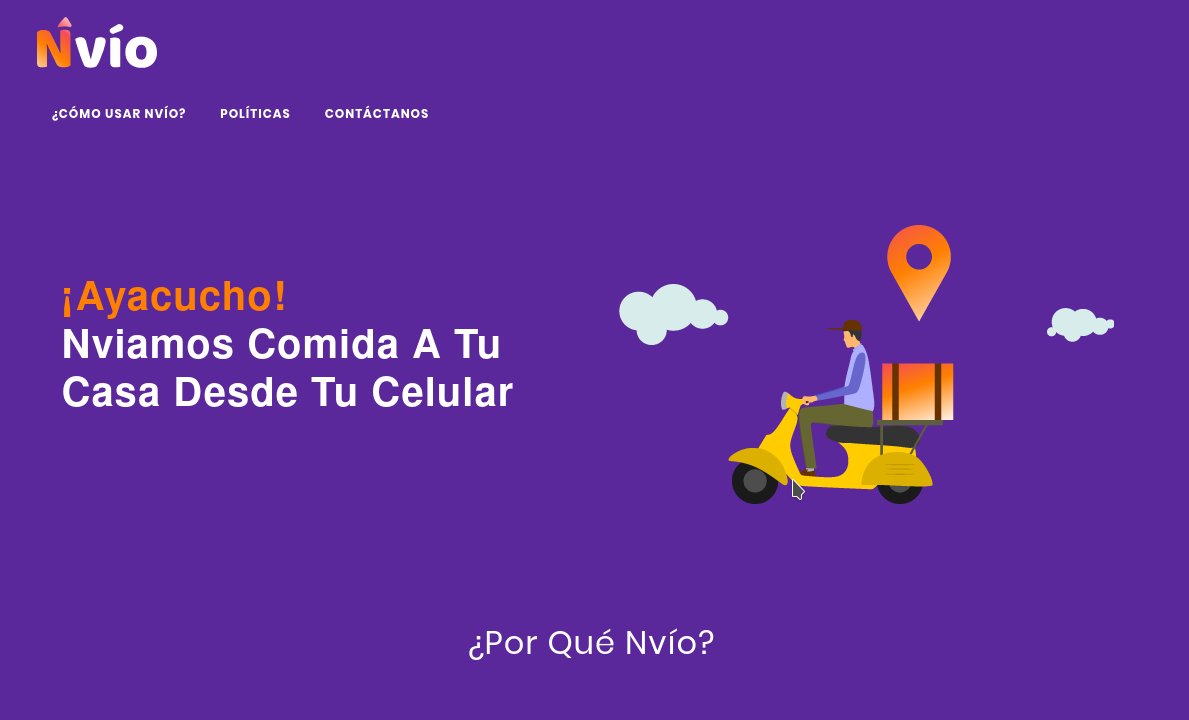 Nvío
¿CÓMO USAR NVÍO? POLÍTICAS CONTÁCTANOS
¡Ayacucho!
Nviamos Comida A Tu
Casa Desde Tu Celular
¿Por Qué Nvío?